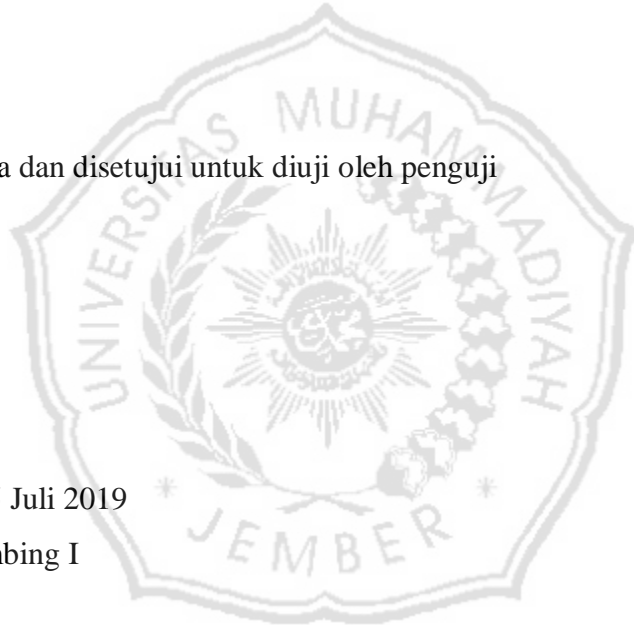 a dan disetujui untuk diuji oleh penguji
UNIVERSITAS MUHAMMADIYAH
Juli 2019
JEMBER
bing I